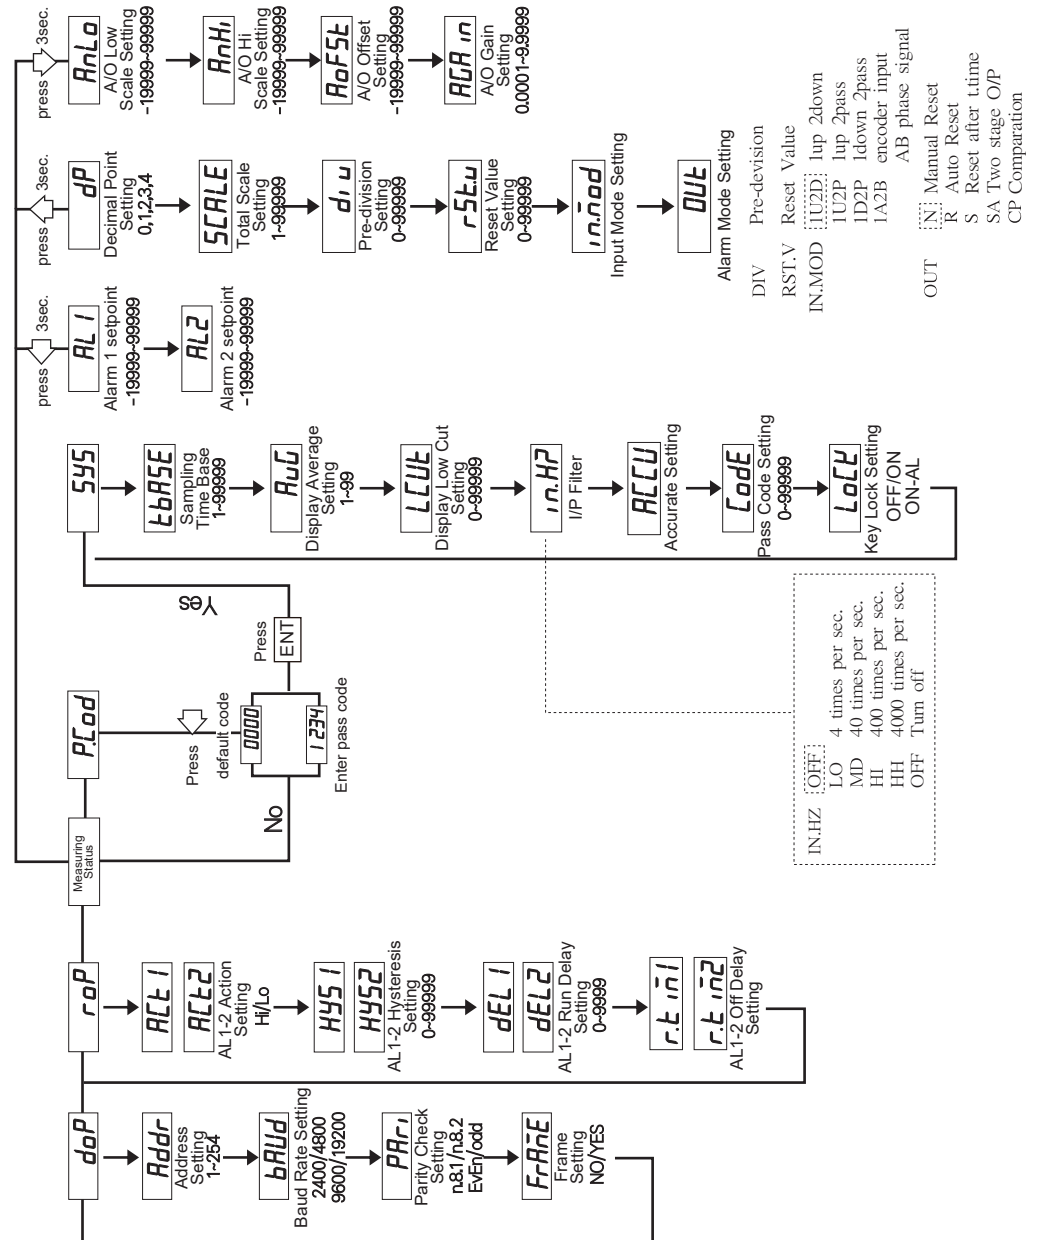 doP
Addr
Address
Setting
1~254
bAUd
Baud Rate Setting
2400/4800
9600/19200
PAri
Parity Check
Setting
n.8.1/n.8.2
EvEn/odd
FrAmE
Frame
Setting
NO/YES
roP
ACt1
ACt2
AL1-2 Action
Setting
Hi/Lo
HYS1
HYS2
AL1-2 Hysteresis
Setting
0~99999
dEL1
dEL2
AL1-2 Run Delay
Setting
0~9999
r.tim1
r.tim2
AL1-2 Off Delay
Setting
Measuring
Status
P.Cod
Press
default code
0000
1234
Enter pass code
No
Press
ENT
Yes
SYS
tbASE
Sampling
Time Base
1~99999
AvG
Display Average
Setting
1~99
LCUt
Display Low Cut
Setting
0~99999
in.HZ
I/P Filter
ACCU
Accurate Setting
CodE
Pass Code Setting
0~99999
LoCK
Key Lock Setting
OFF/ON
ON-AL
IN.HZ OFF
LO 4 times per sec.
MD 40 times per sec.
HI 400 times per sec.
HH 4000 times per sec.
OFF Turn off
press 3sec.
AL1
Alarm 1 setpoint
-19999~99999
AL2
Alarm 2 setpoint
-19999~99999
press 3sec.
dP
Decimal Point
Setting
0,1,2,3,4
SCALE
Total Scale
Setting
1~99999
div
Pre-division
Setting
0~99999
rSt.v
Reset Value
Setting
0~99999
in.mod
Input Mode Setting
OUt
Alarm Mode Setting
press 3sec.
AnLo
A/O Low
Scale Setting
-19999~99999
AnHi
A/O Hi
Scale Setting
-19999~99999
AoFSt
A/O Offset
Setting
-19999~99999
AGAin
A/O Gain
Setting
0.0001~9.9999
DIV Pre-devision
RST.V Reset Value
IN.MOD 1U2D 1up 2down
1U2P 1up 2pass
1D2P 1down 2pass
1A2B encoder input
AB phase signal
OUT N Manual Reset
R Auto Reset
S Reset after t.time
SA Two stage O/P
CP Comparation